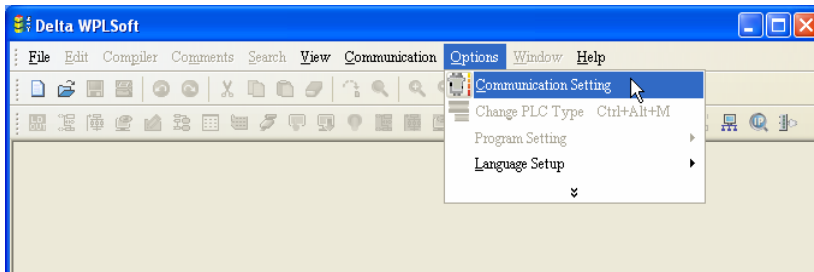 Delta WPLSoft
File Edit Compiler Comments Search View Communication Options Window Help
Communication Setting
Change PLC Type Ctrl+Alt+M
Program Setting
Language Setup